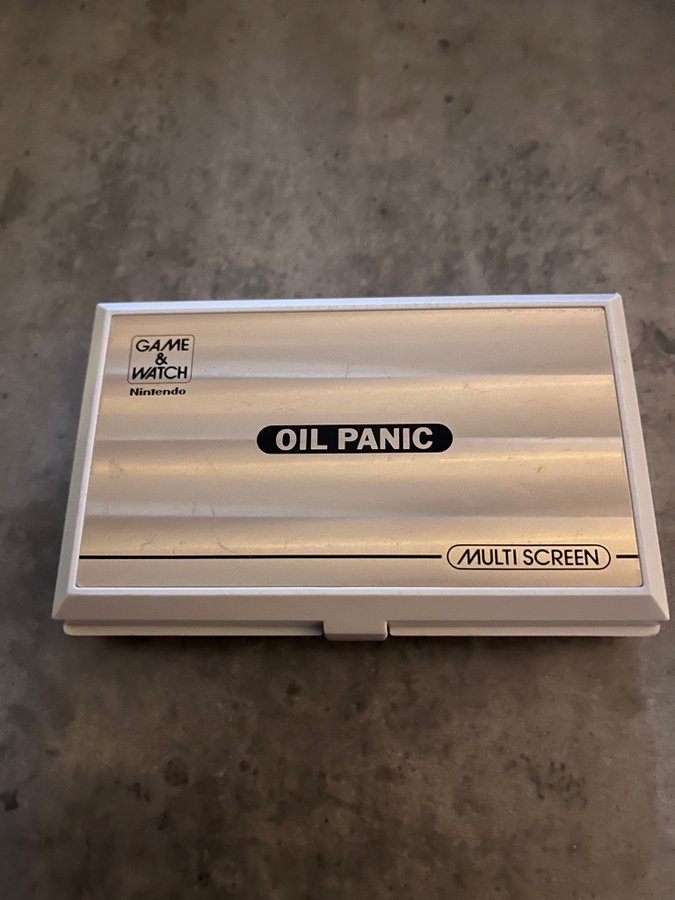 GAME
&
WATCH
Nintendo
OIL PANIC
MULTI SCREEN